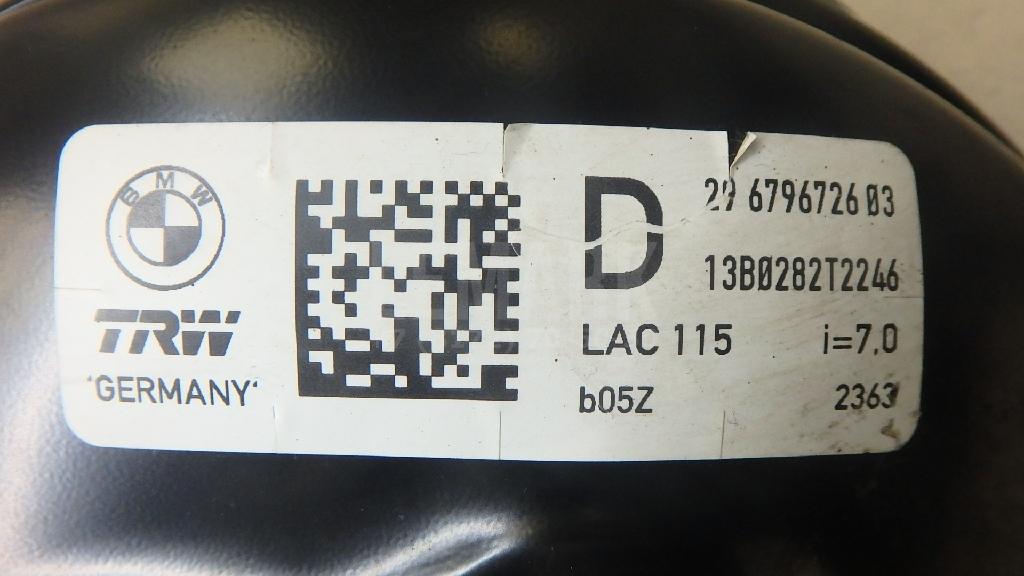 BMW
TRW
'GERMANY'
D
29 6796726 03
13B0282T2246
LAC 115
i=7,0
b05Z
2363